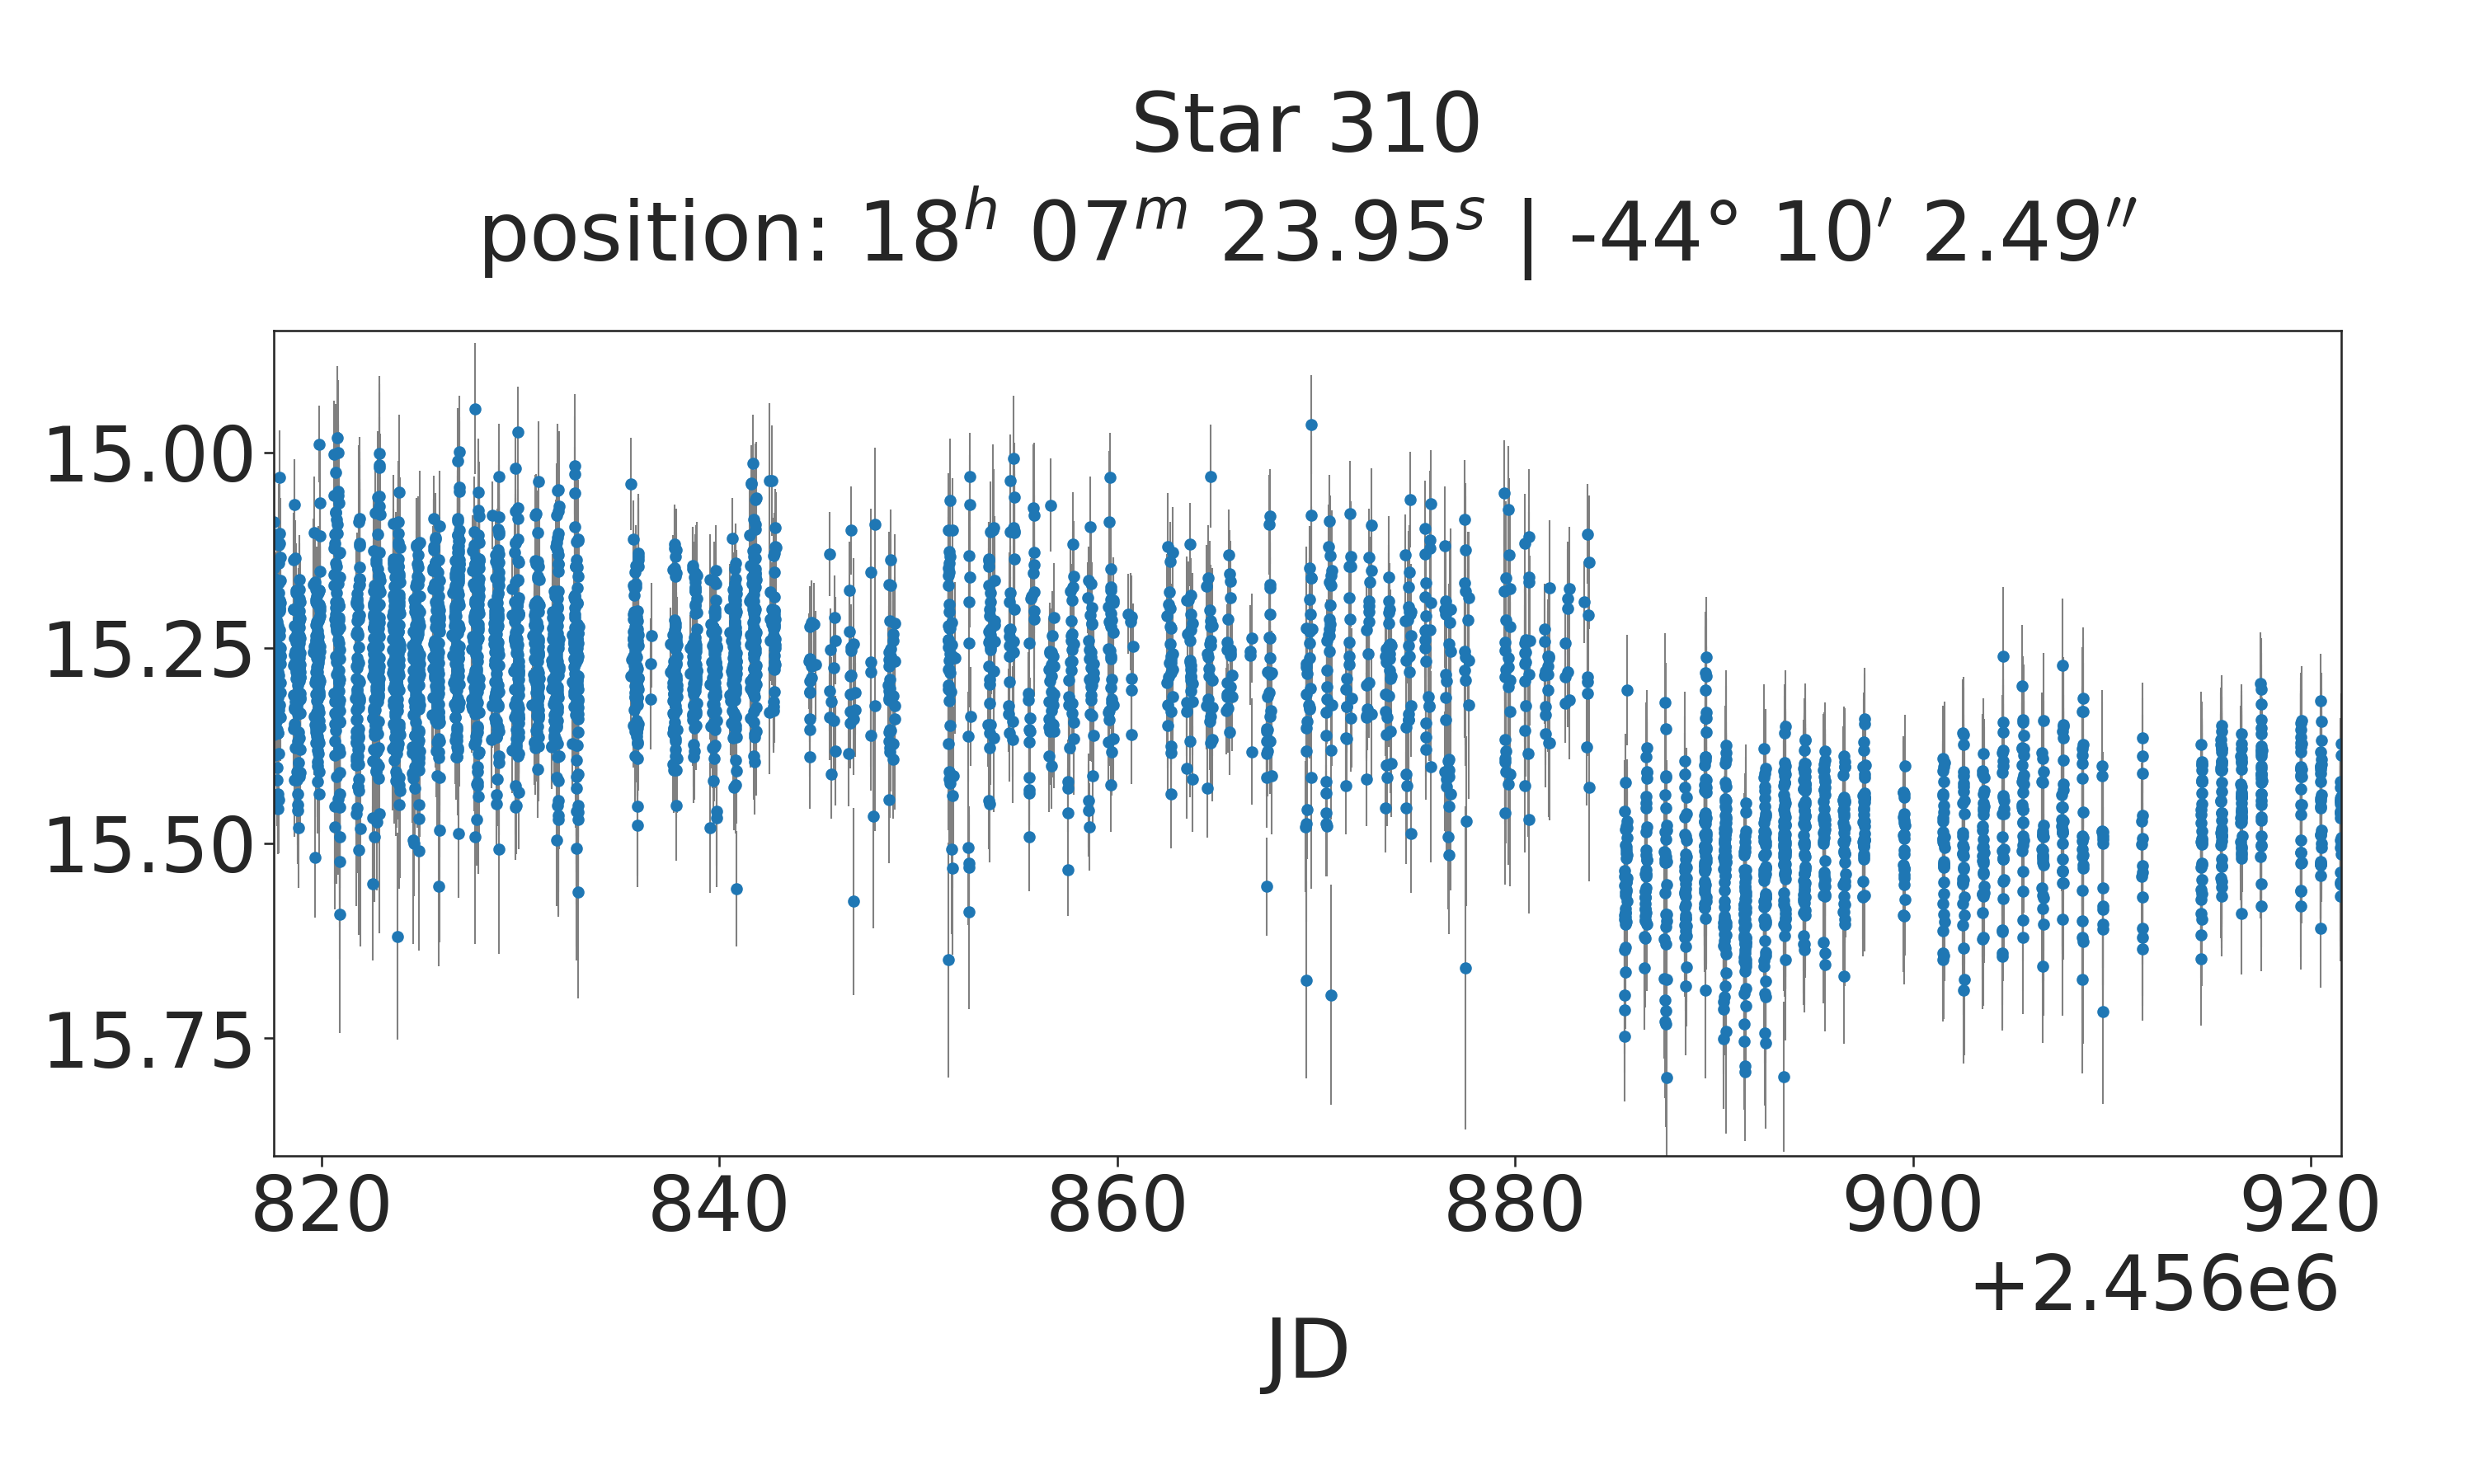 Star 310
position: 18ʰ 07ᵐ 23.95ˢ | -44° 10′ 2.49″
15.00
15.25
15.50
15.75
820 840 860 880 900 920
+2.456e6
JD